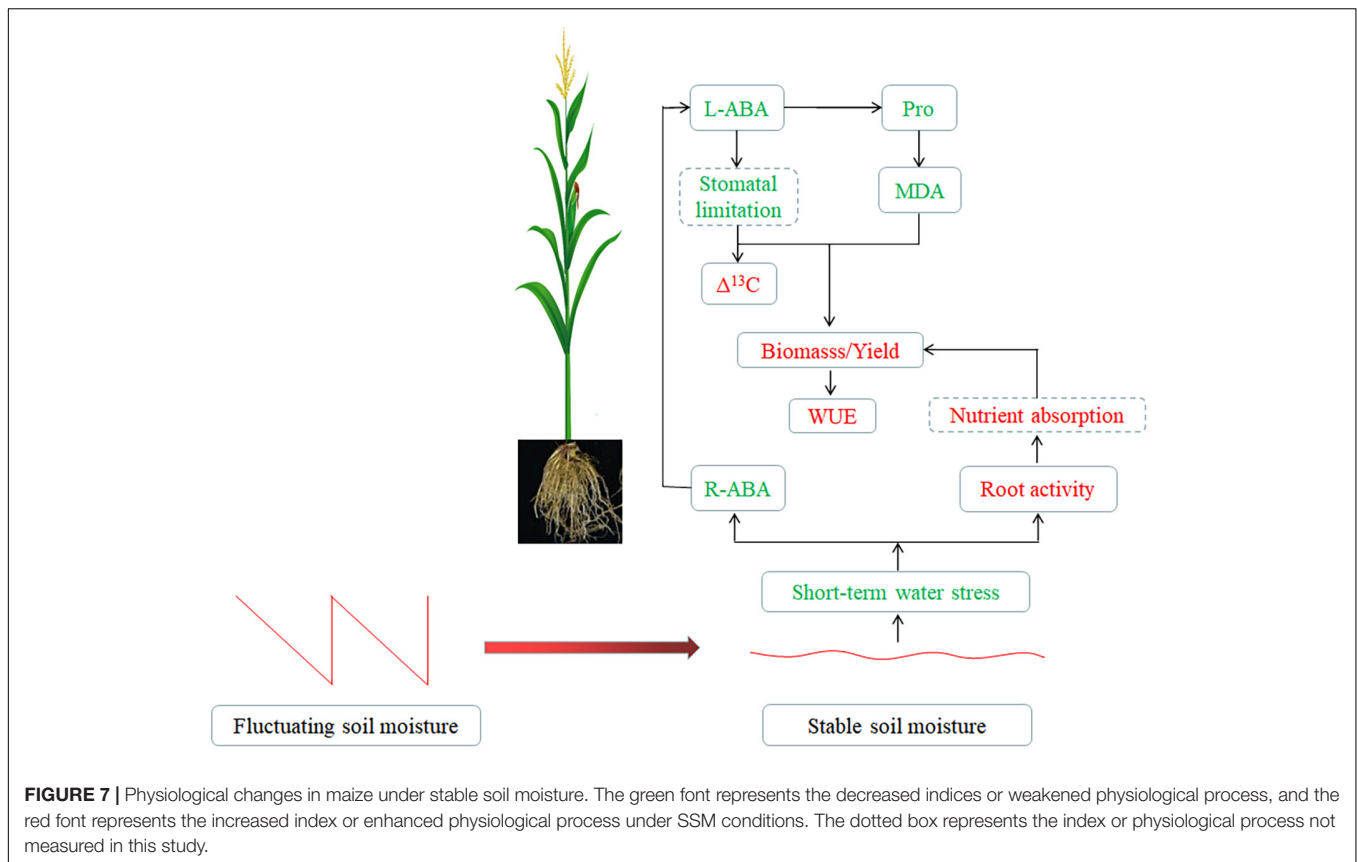 L-ABA
Pro
Stomatal
limitation
MDA
Δ¹³C
Biomasss/Yield
WUE
Nutrient absorption
R-ABA
Root activity
Short-term water stress
Fluctuating soil moisture
Stable soil moisture
FIGURE 7 | Physiological changes in maize under stable soil moisture. The green font represents the decreased indices or weakened physiological process, and the
red font represents the increased index or enhanced physiological process under SSM conditions. The dotted box represents the index or physiological process not
measured in this study.